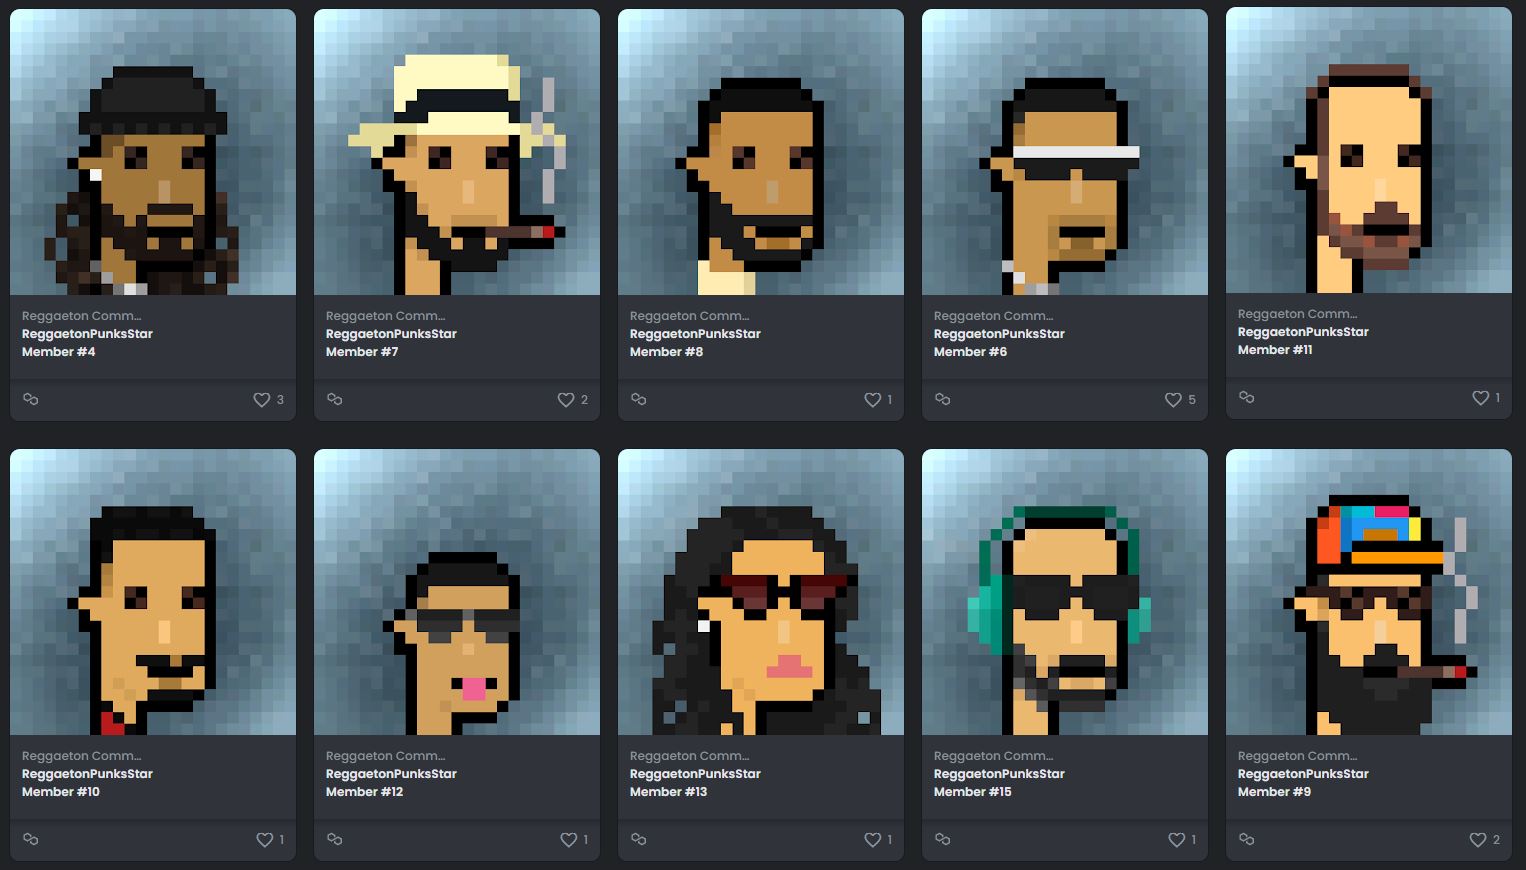 Reggaeton Comm...
ReggaetonPunksStar
Member #4
3
Reggaeton Comm...
ReggaetonPunksStar
Member #7
2
Reggaeton Comm...
ReggaetonPunksStar
Member #8
1
Reggaeton Comm...
ReggaetonPunksStar
Member #6
5
Reggaeton Comm...
ReggaetonPunksStar
Member #11
1
Reggaeton Comm...
ReggaetonPunksStar
Member #10
1
Reggaeton Comm...
ReggaetonPunksStar
Member #12
1
Reggaeton Comm...
ReggaetonPunksStar
Member #13
1
Reggaeton Comm...
ReggaetonPunksStar
Member #15
1
Reggaeton Comm...
ReggaetonPunksStar
Member #9
2